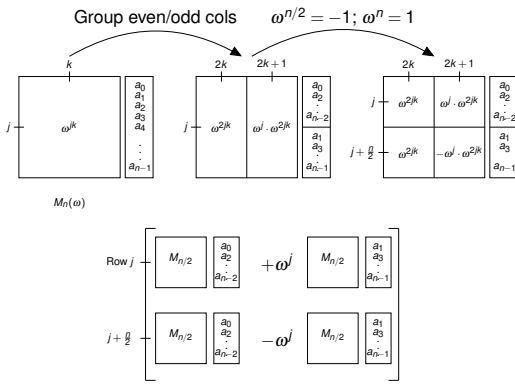 Group even/odd cols
ω^{n/2} = −1; ω^n = 1
k
2k 2k+1
2k 2k+1
j
ω^{jk}
a_0
a_1
a_2
a_3
a_4
.
.
.
a_{n−1}
j
ω^{2jk}
ω^j · ω^{2jk}
a_0
a_2
.
.
a_{n−2}
a_1
a_3
.
.
a_{n−1}
j
ω^{2jk}
ω^j · ω^{2jk}
a_0
a_2
.
.
a_{n−2}
j + n/2
ω^{2jk}
−ω^j · ω^{2jk}
a_1
a_3
.
.
a_{n−1}
M_n(ω)
Row j
M_{n/2}
a_0
a_2
.
.
a_{n−2}
+ω^j
M_{n/2}
a_1
a_3
.
.
a_{n−1}
j + n/2
M_{n/2}
a_0
a_2
.
.
a_{n−2}
−ω^j
M_{n/2}
a_1
a_3
.
.
a_{n−1}